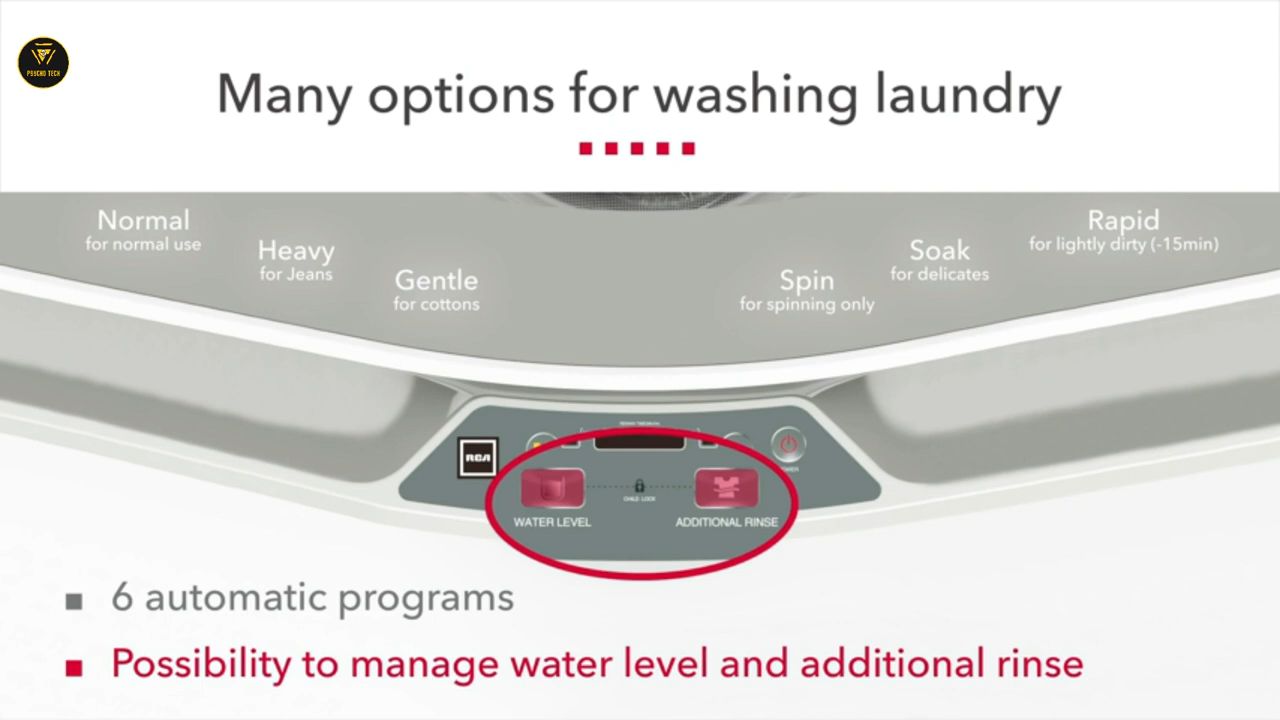 PSYCHO TECH
Many options for washing laundry
Normal
for normal use
Heavy
for Jeans
Gentle
for cottons
Spin
for spinning only
Soak
for delicates
Rapid
for lightly dirty (-15min)
RCA
CHILD LOCK
WATER LEVEL
ADDITIONAL RINSE
6 automatic programs
Possibility to manage water level and additional rinse